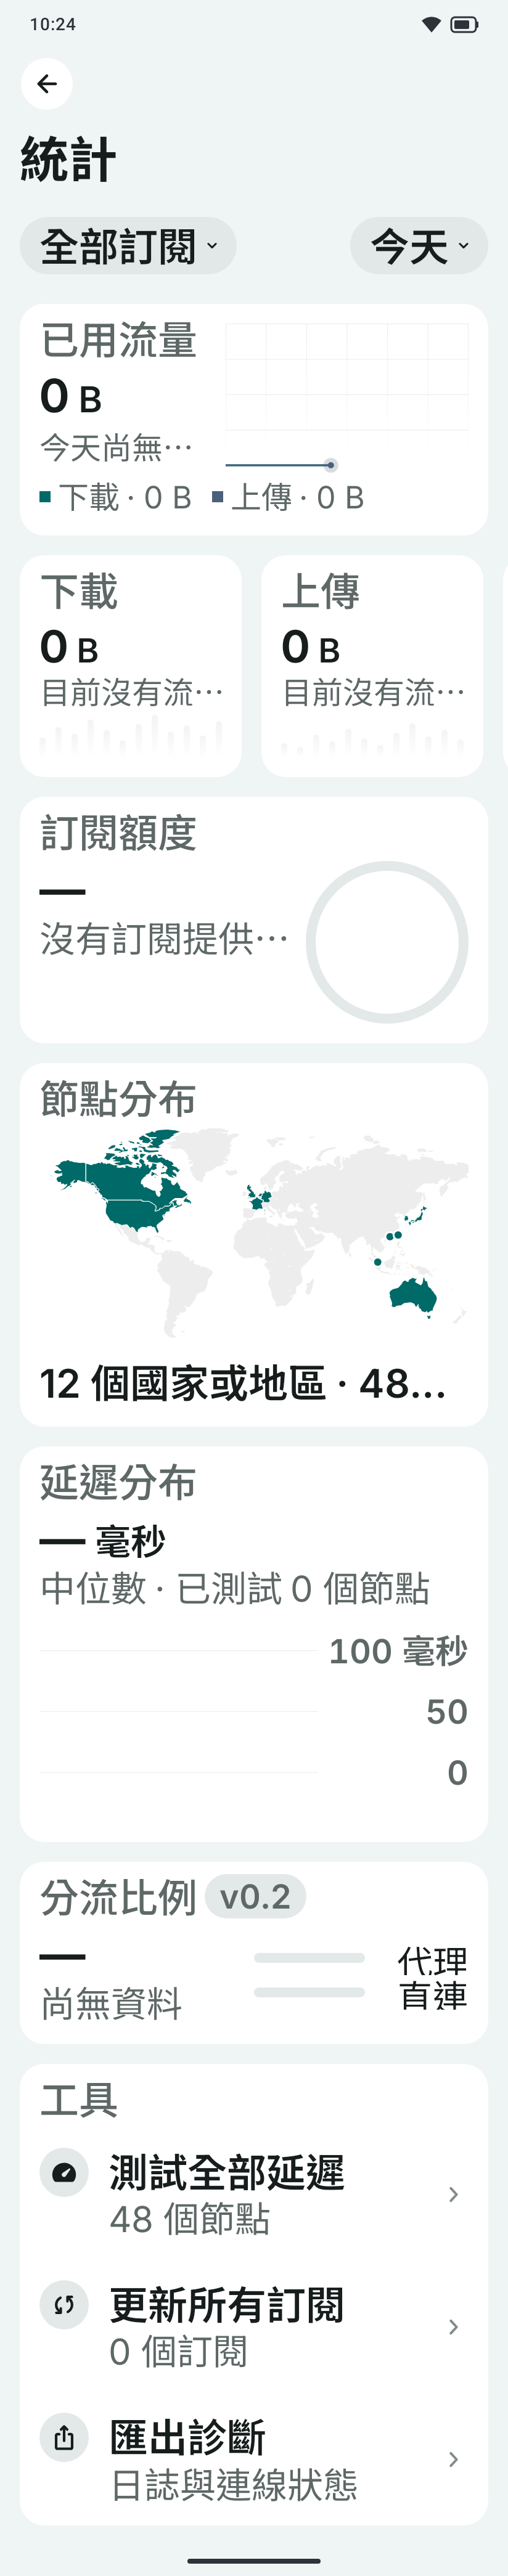 10:24
統計
全部訂閱
今天
已用流量
0 B
今天尚無…
下載 · 0 B
上傳 · 0 B
下載
0 B
目前沒有流…
上傳
0 B
目前沒有流…
訂閱額度
—
沒有訂閱提供…
節點分布
12 個國家或地區 · 48…
延遲分布
— 毫秒
中位數 · 已測試 0 個節點
100 毫秒
50
0
分流比例 v0.2
—
尚無資料
代理
直連
工具
測試全部延遲
48 個節點
更新所有訂閱
0 個訂閱
匯出診斷
日誌與連線狀態